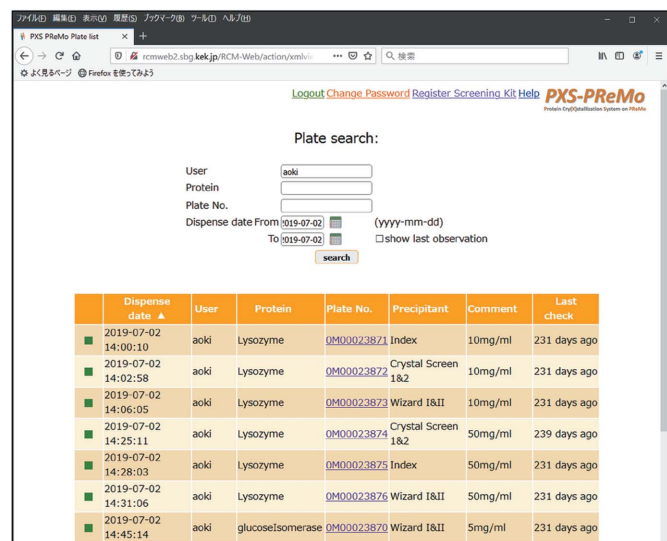 ファイル(F) 編集(E) 表示(V) 履歴(S) ブックマーク(B) ツール(T) ヘルプ(H)
PXS PReMo Plate list
rcmweb2.sbg.kek.jp/RCM-Web/action/xmlvi
検索
よく見るページ Firefox を使ってみよう
Logout Change Password Register Screening Kit Help PXS-PReMo
Protein Cry(O)stallization System on PReMo
Plate search:
User aoki
Protein
Plate No.
Dispense date From 2019-07-02 (yyyy-mm-dd)
To 2019-07-02 show last observation
search
Dispense date ▲ User Protein Plate No. Precipitant Comment Last check
2019-07-02 14:00:10 aoki Lysozyme 0M00023871 Index 10mg/ml 231 days ago
2019-07-02 14:02:58 aoki Lysozyme 0M00023872 Crystal Screen 1&2 10mg/ml 231 days ago
2019-07-02 14:06:05 aoki Lysozyme 0M00023873 Wizard I&II 10mg/ml 231 days ago
2019-07-02 14:25:11 aoki Lysozyme 0M00023874 Crystal Screen 1&2 50mg/ml 239 days ago
2019-07-02 14:28:03 aoki Lysozyme 0M00023875 Index 50mg/ml 231 days ago
2019-07-02 14:31:06 aoki Lysozyme 0M00023876 Wizard I&II 50mg/ml 231 days ago
2019-07-02 14:45:14 aoki glucoseIsomerase 0M00023870 Wizard I&II 5mg/ml 231 days ago